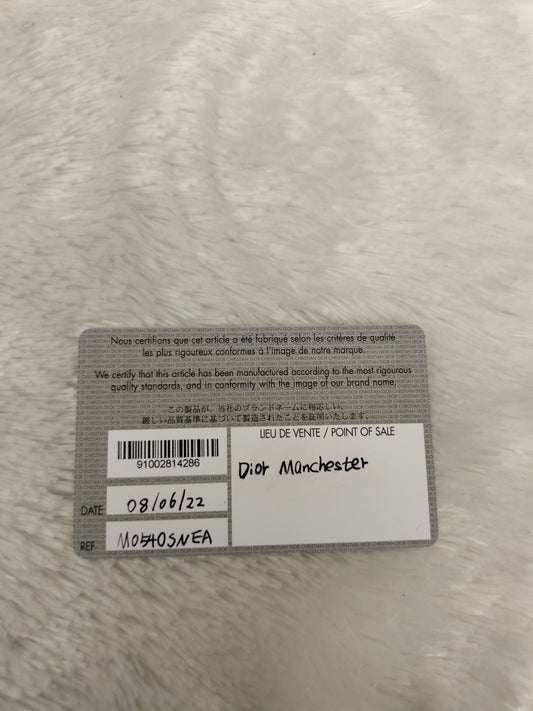 Nous certifions que cet article a été fabriqué selon les critères de qualité
les plus rigoureux conformes à l'image de notre marque.
We certify that this article has been manufactured according to the most rigourous
quality standards, and in conformity with the image of our brand name.
この製品が、当社のブランドネームに相応しい、
厳しい品質基準に基づいて製造されたことを証明いたします。
91002814286
DATE 08/06/22
REF M0540SNEA
LIEU DE VENTE / POINT OF SALE
Dior Manchester